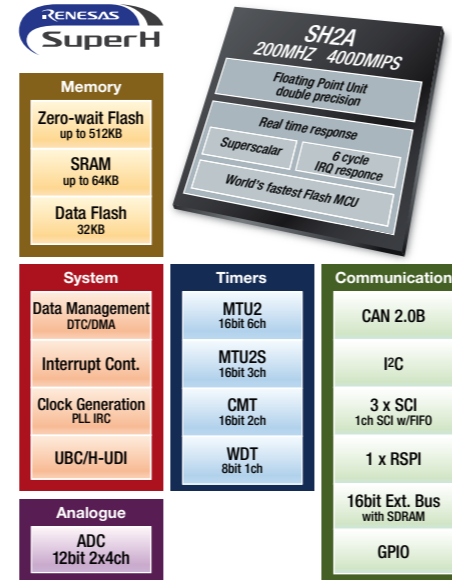 RENESAS
SuperH
SH2A
200MHZ 400DMIPS
Floating Point Unit
double precision
Real time response
Superscalar
6 cycle
IRQ responce
World's fastest Flash MCU
Memory
Zero-wait Flash
up to 512KB
SRAM
up to 64KB
Data Flash
32KB
System
Data Management
DTC/DMA
Interrupt Cont.
Clock Generation
PLL IRC
UBC/H-UDI
Timers
MTU2
16bit 6ch
MTU2S
16bit 3ch
CMT
16bit 2ch
WDT
8bit 1ch
Communication
CAN 2.0B
I²C
3 x SCI
1ch SCI w/FIFO
1 x RSPI
16bit Ext. Bus
with SDRAM
GPIO
Analogue
ADC
12bit 2x4ch